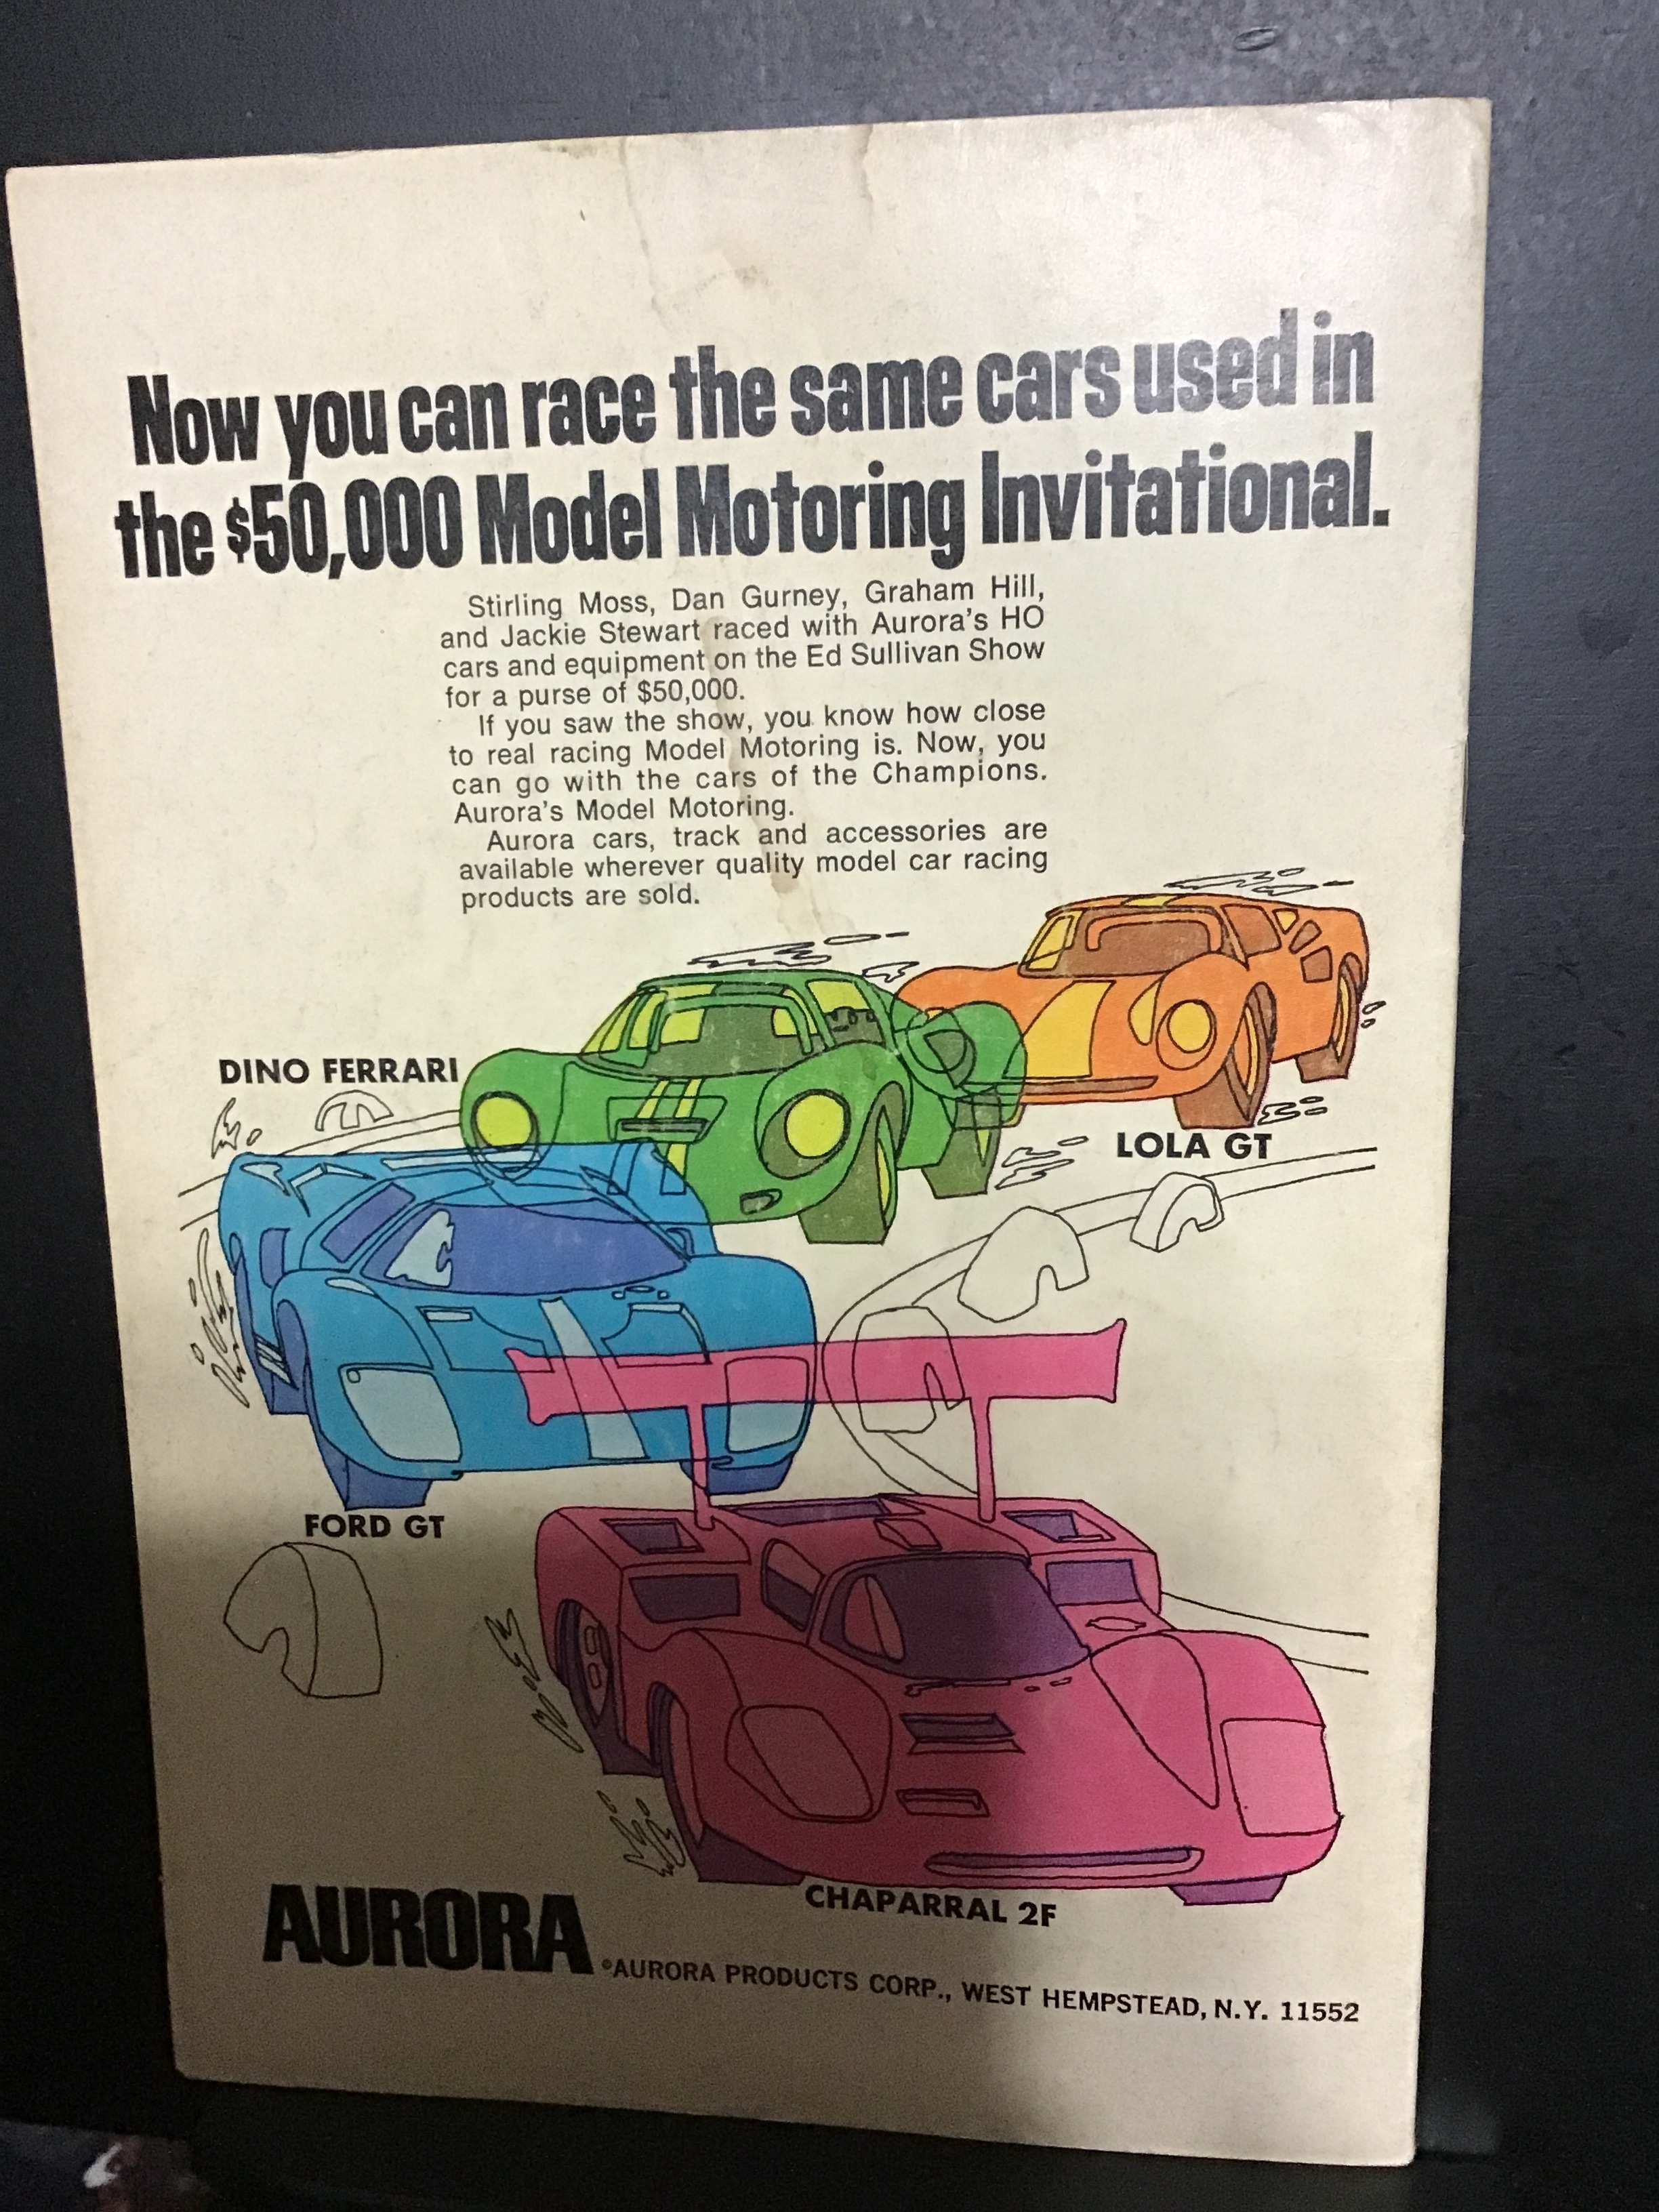 Now you can race the same cars used in
the $50,000 Model Motoring Invitational.
Stirling Moss, Dan Gurney, Graham Hill,
and Jackie Stewart raced with Aurora's HO
cars and equipment on the Ed Sullivan Show
for a purse of $50,000.
If you saw the show, you know how close
to real racing Model Motoring is. Now, you
can go with the cars of the Champions.
Aurora's Model Motoring.
Aurora cars, track and accessories are
available wherever quality model car racing
products are sold.
DINO FERRARI
LOLA GT
FORD GT
CHAPARRAL 2F
AURORA
©AURORA PRODUCTS CORP., WEST HEMPSTEAD, N.Y. 11552